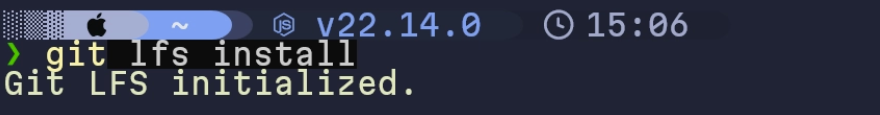 ~ v22.14.0 15:06
❯ git lfs install
Git LFS initialized.